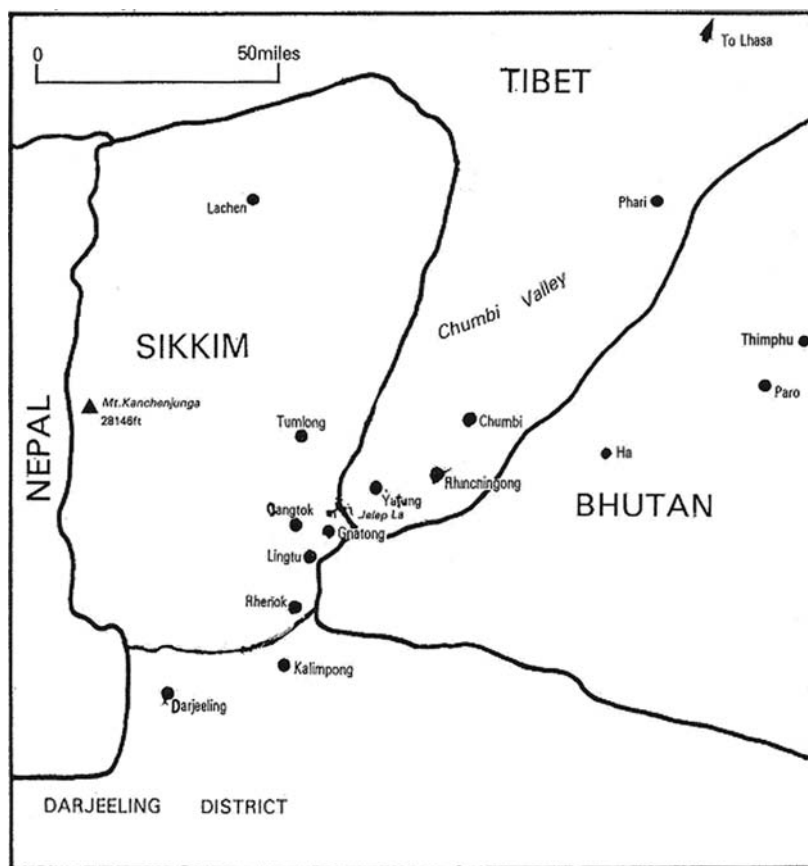 0 50miles
To Lhasa
TIBET
Lachen
Phari
Chumbi Valley
SIKKIM
Thimphu
Mt.Kanchenjunga
28146ft
Paro
NEPAL
Tumlong
Chumbi
Ha
Rhincningong
BHUTAN
Yatung
Gangtok
Jelep La
Gnatong
Lingtu
Rheriok
Kalimpong
Darjeeling
DARJEELING DISTRICT